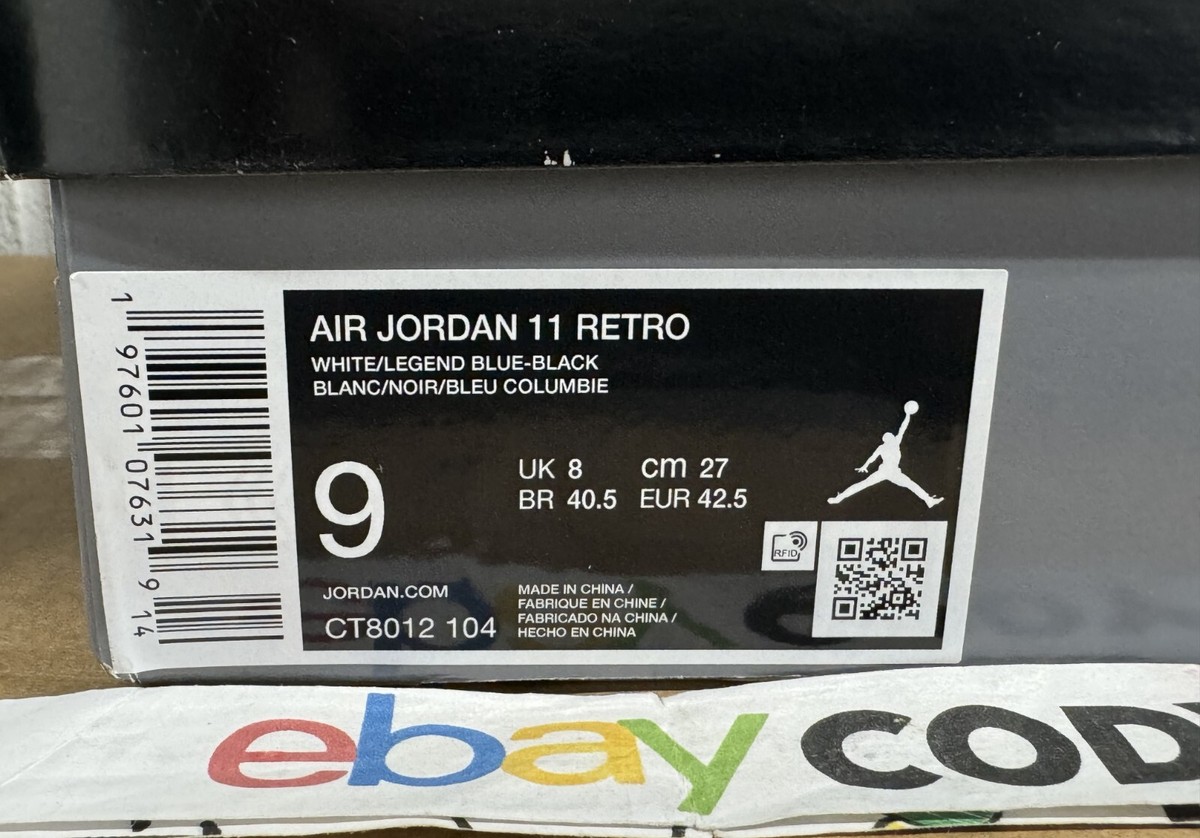 AIR JORDAN 11 RETRO
WHITE/LEGEND BLUE-BLACK
BLANC/NOIR/BLEU COLUMBIE
9
UK 8 cm 27
BR 40.5 EUR 42.5
RFID
JORDAN.COM
CT8012 104
MADE IN CHINA /
FABRIQUE EN CHINE /
FABRICADO NA CHINA /
HECHO EN CHINA
1 97601 07631 9 14
ebay COD